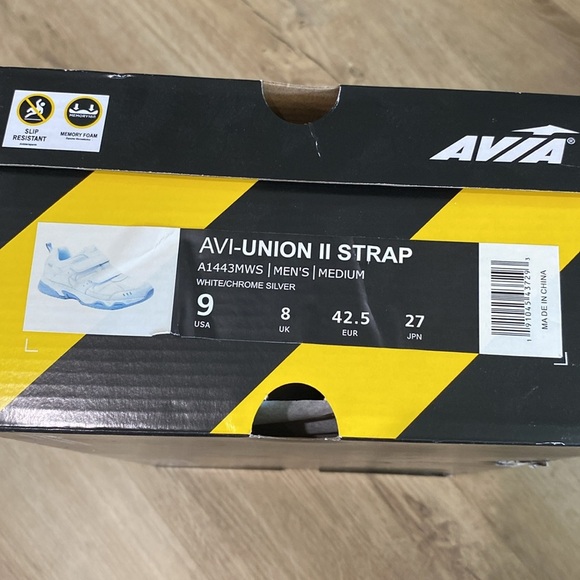 SLIP
RESISTANT
MEMORY FOAM
AVIA®
AVI-UNION II STRAP
A1443MWS | MEN'S | MEDIUM
WHITE/CHROME SILVER
9 8 42.5 27
USA UK EUR JPN
MADE IN CHINA